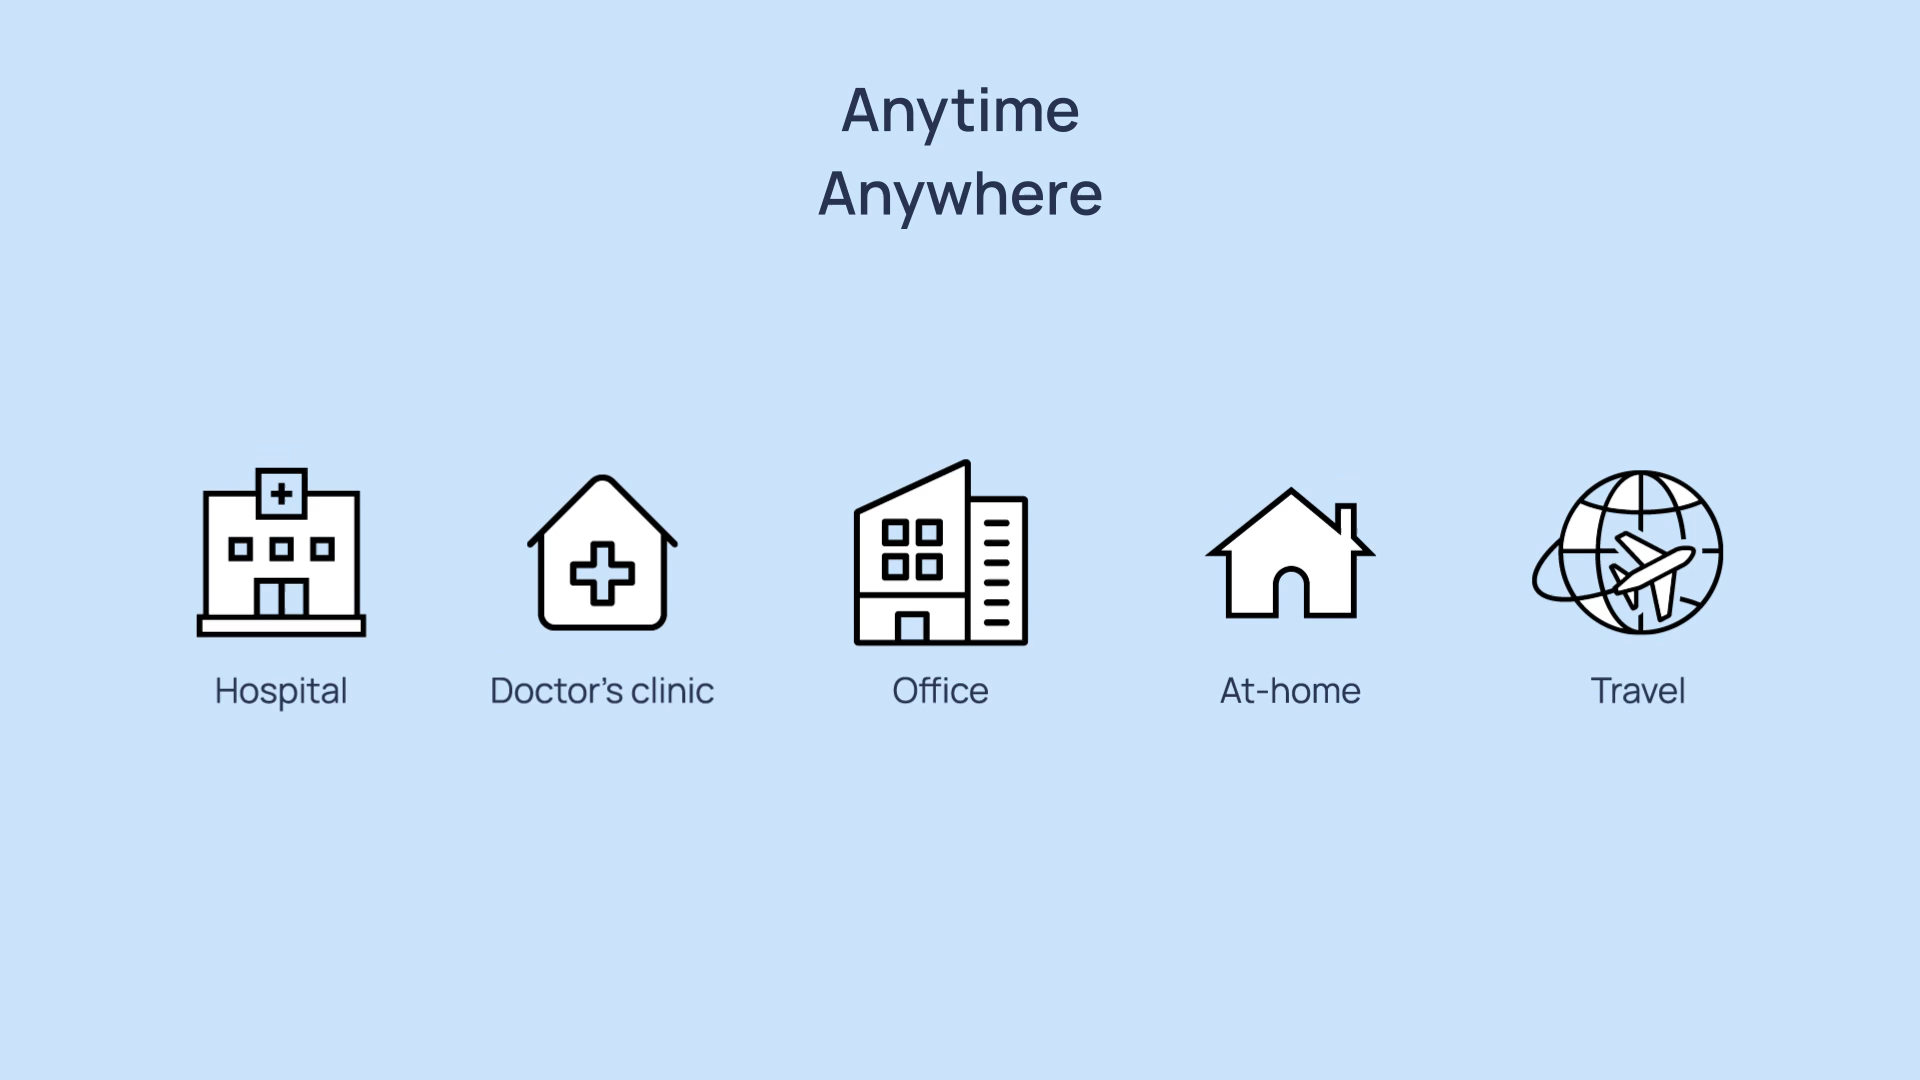 Anytime
Anywhere
Hospital
Doctor’s clinic
Office
At-home
Travel